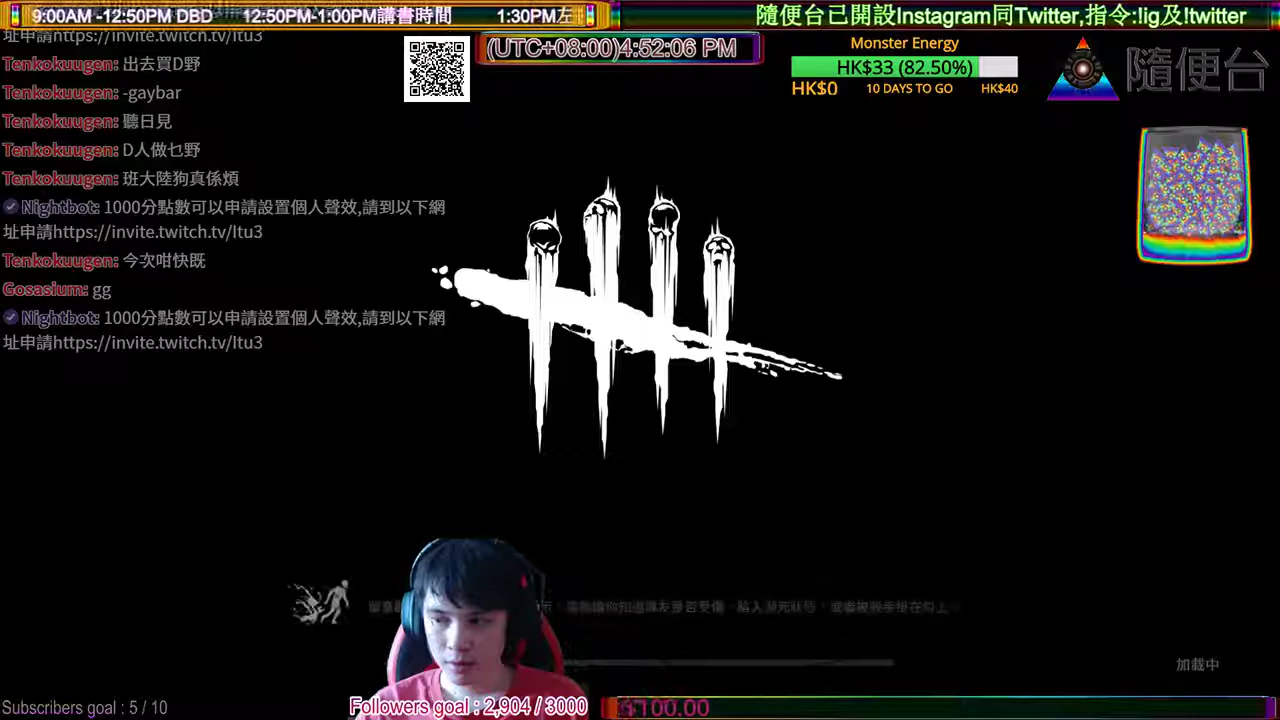 9:00AM -12:50PM DBD 12:50PM-1:00PM講書時間 1:30PM左
隨便台已開設Instagram同Twitter,指令:!ig及!twitter
址申請https://invite.twitch.tv/ltu3
Tenkokuugen: 出去買D野
Tenkokuugen: -gaybar
Tenkokuugen: 聽日見
Tenkokuugen: D人做乜野
Tenkokuugen: 班大陸狗真係煩
Nightbot: 1000分點數可以申請設置個人聲效,請到以下網
址申請https://invite.twitch.tv/ltu3
Tenkokuugen: 今次咁快既
Gosasium: gg
Nightbot: 1000分點數可以申請設置個人聲效,請到以下網
址申請https://invite.twitch.tv/ltu3
(UTC+08:00)4:52:06 PM
Monster Energy
HK$33 (82.50%)
HK$0 10 DAYS TO GO HK$40
隨便台
加載中
Subscribers goal : 5 / 10
Followers goal : 2,904 / 3000
$100.00